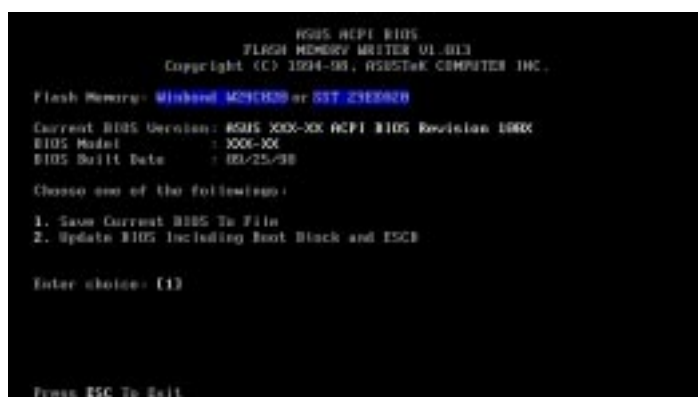 ASUS ACPI BIOS
FLASH MEMORY WRITER V1.013
Copyright (C) 1994-98, ASUSTeK COMPUTER INC.
Flash Memory: Winbond W29C020 or SST 29EE020
Current BIOS Version: ASUS XXX-XX ACPI BIOS Revision 100X
BIOS Model : XXX-XX
BIOS Built Date : 09/25/98
Choose one of the followings:
1. Save Current BIOS To File
2. Update BIOS Including Boot Block and ESCD
Enter choice: [1]
Press ESC To Exit